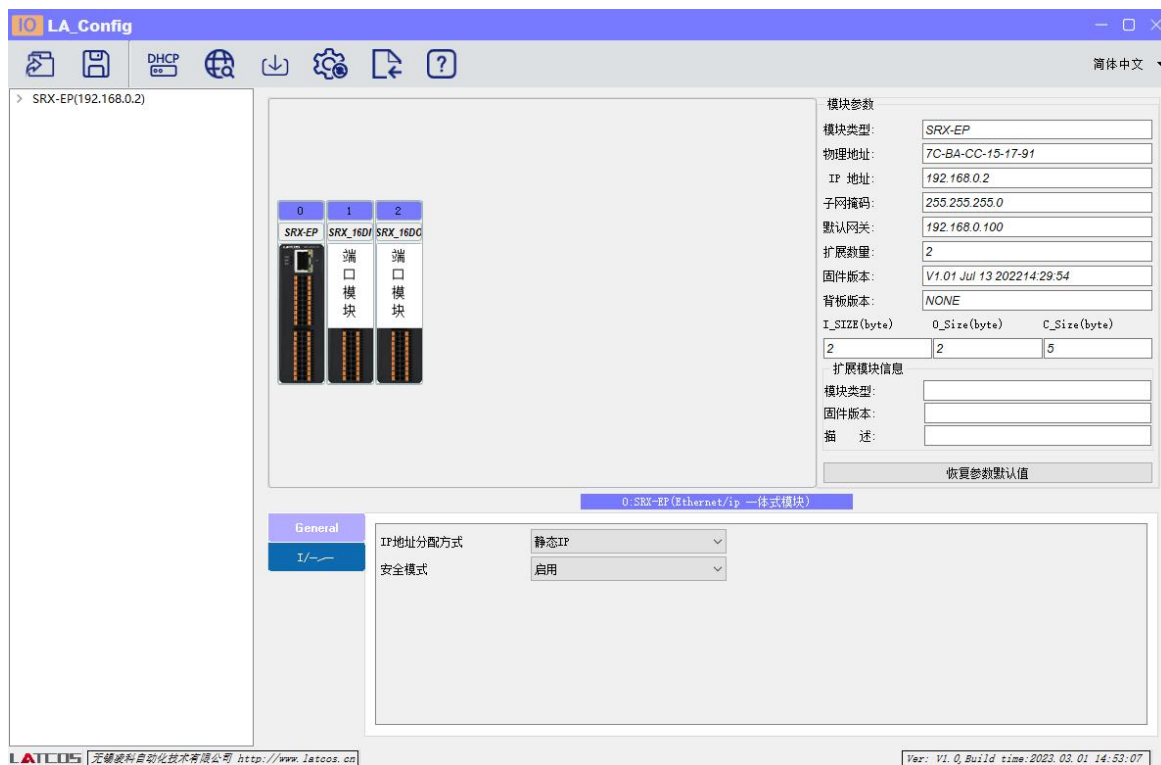 IO LA_Config
DHCP
简体中文
SRX-EP(192.168.0.2)
0 1 2
SRX-EP SRX_16DI SRX_16DO
端口模块
端口模块
模块参数
模块类型: SRX-EP
物理地址: 7C-BA-CC-15-17-91
IP 地址: 192.168.0.2
子网掩码: 255.255.255.0
默认网关: 192.168.0.100
扩展数量: 2
固件版本: V1.01 Jul 13 202214:29:54
背板版本: NONE
I_SIZE(byte) O_Size(byte) C_Size(byte)
2 2 5
扩展模块信息
模块类型:
固件版本:
描 述:
恢复参数默认值
0:SRX-EP(Ethernet/ip 一体式模块)
General
IP地址分配方式 静态IP
安全模式 启用
LATCOS 无锡凌科自动化技术有限公司 http://www.latcos.cn
Ver: V1.0,Build time:2023.03.01 14:53:07